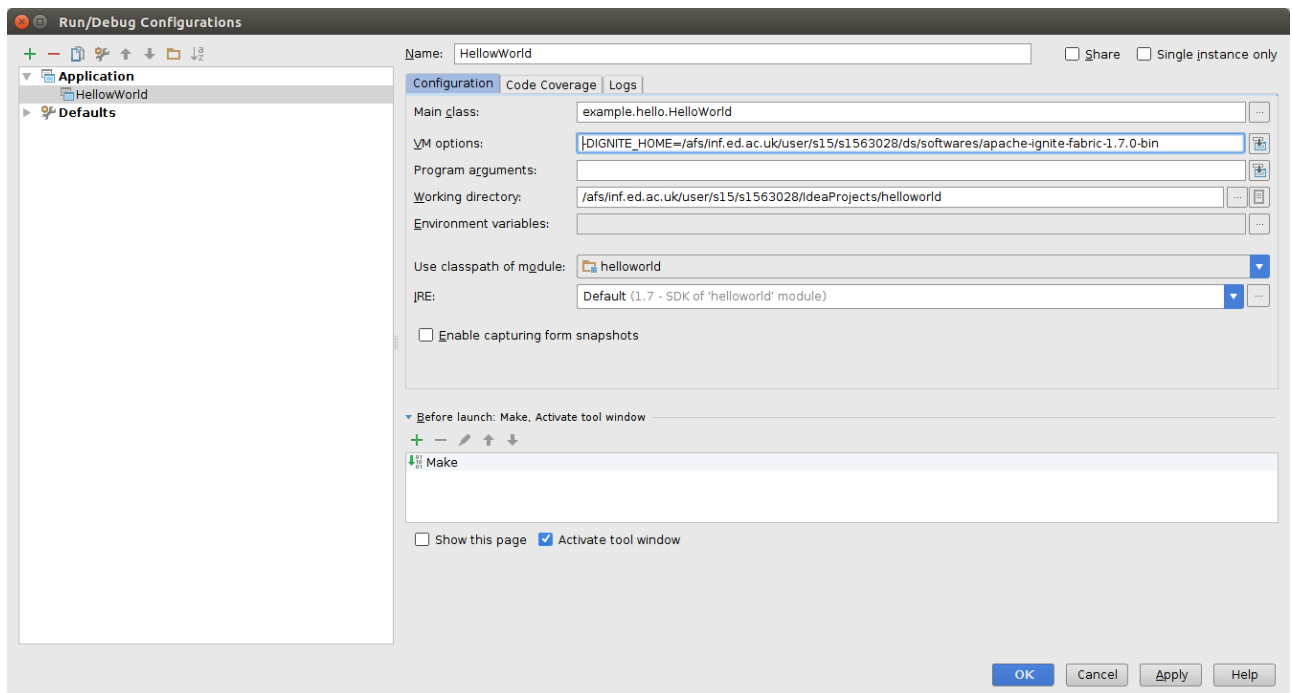 Run/Debug Configurations
Name: HellowWorld Share Single instance only
Application
HellowWorld
Defaults
Configuration Code Coverage Logs
Main class: example.hello.HelloWorld ...
VM options: -DIGNITE_HOME=/afs/inf.ed.ac.uk/user/s15/s1563028/ds/softwares/apache-ignite-fabric-1.7.0-bin
Program arguments:
Working directory: /afs/inf.ed.ac.uk/user/s15/s1563028/IdeaProjects/helloworld ...
Environment variables: ...
Use classpath of module: helloworld
JRE: Default (1.7 - SDK of 'helloworld' module) ...
Enable capturing form snapshots
Before launch: Make, Activate tool window
Make
Show this page Activate tool window
OK Cancel Apply Help